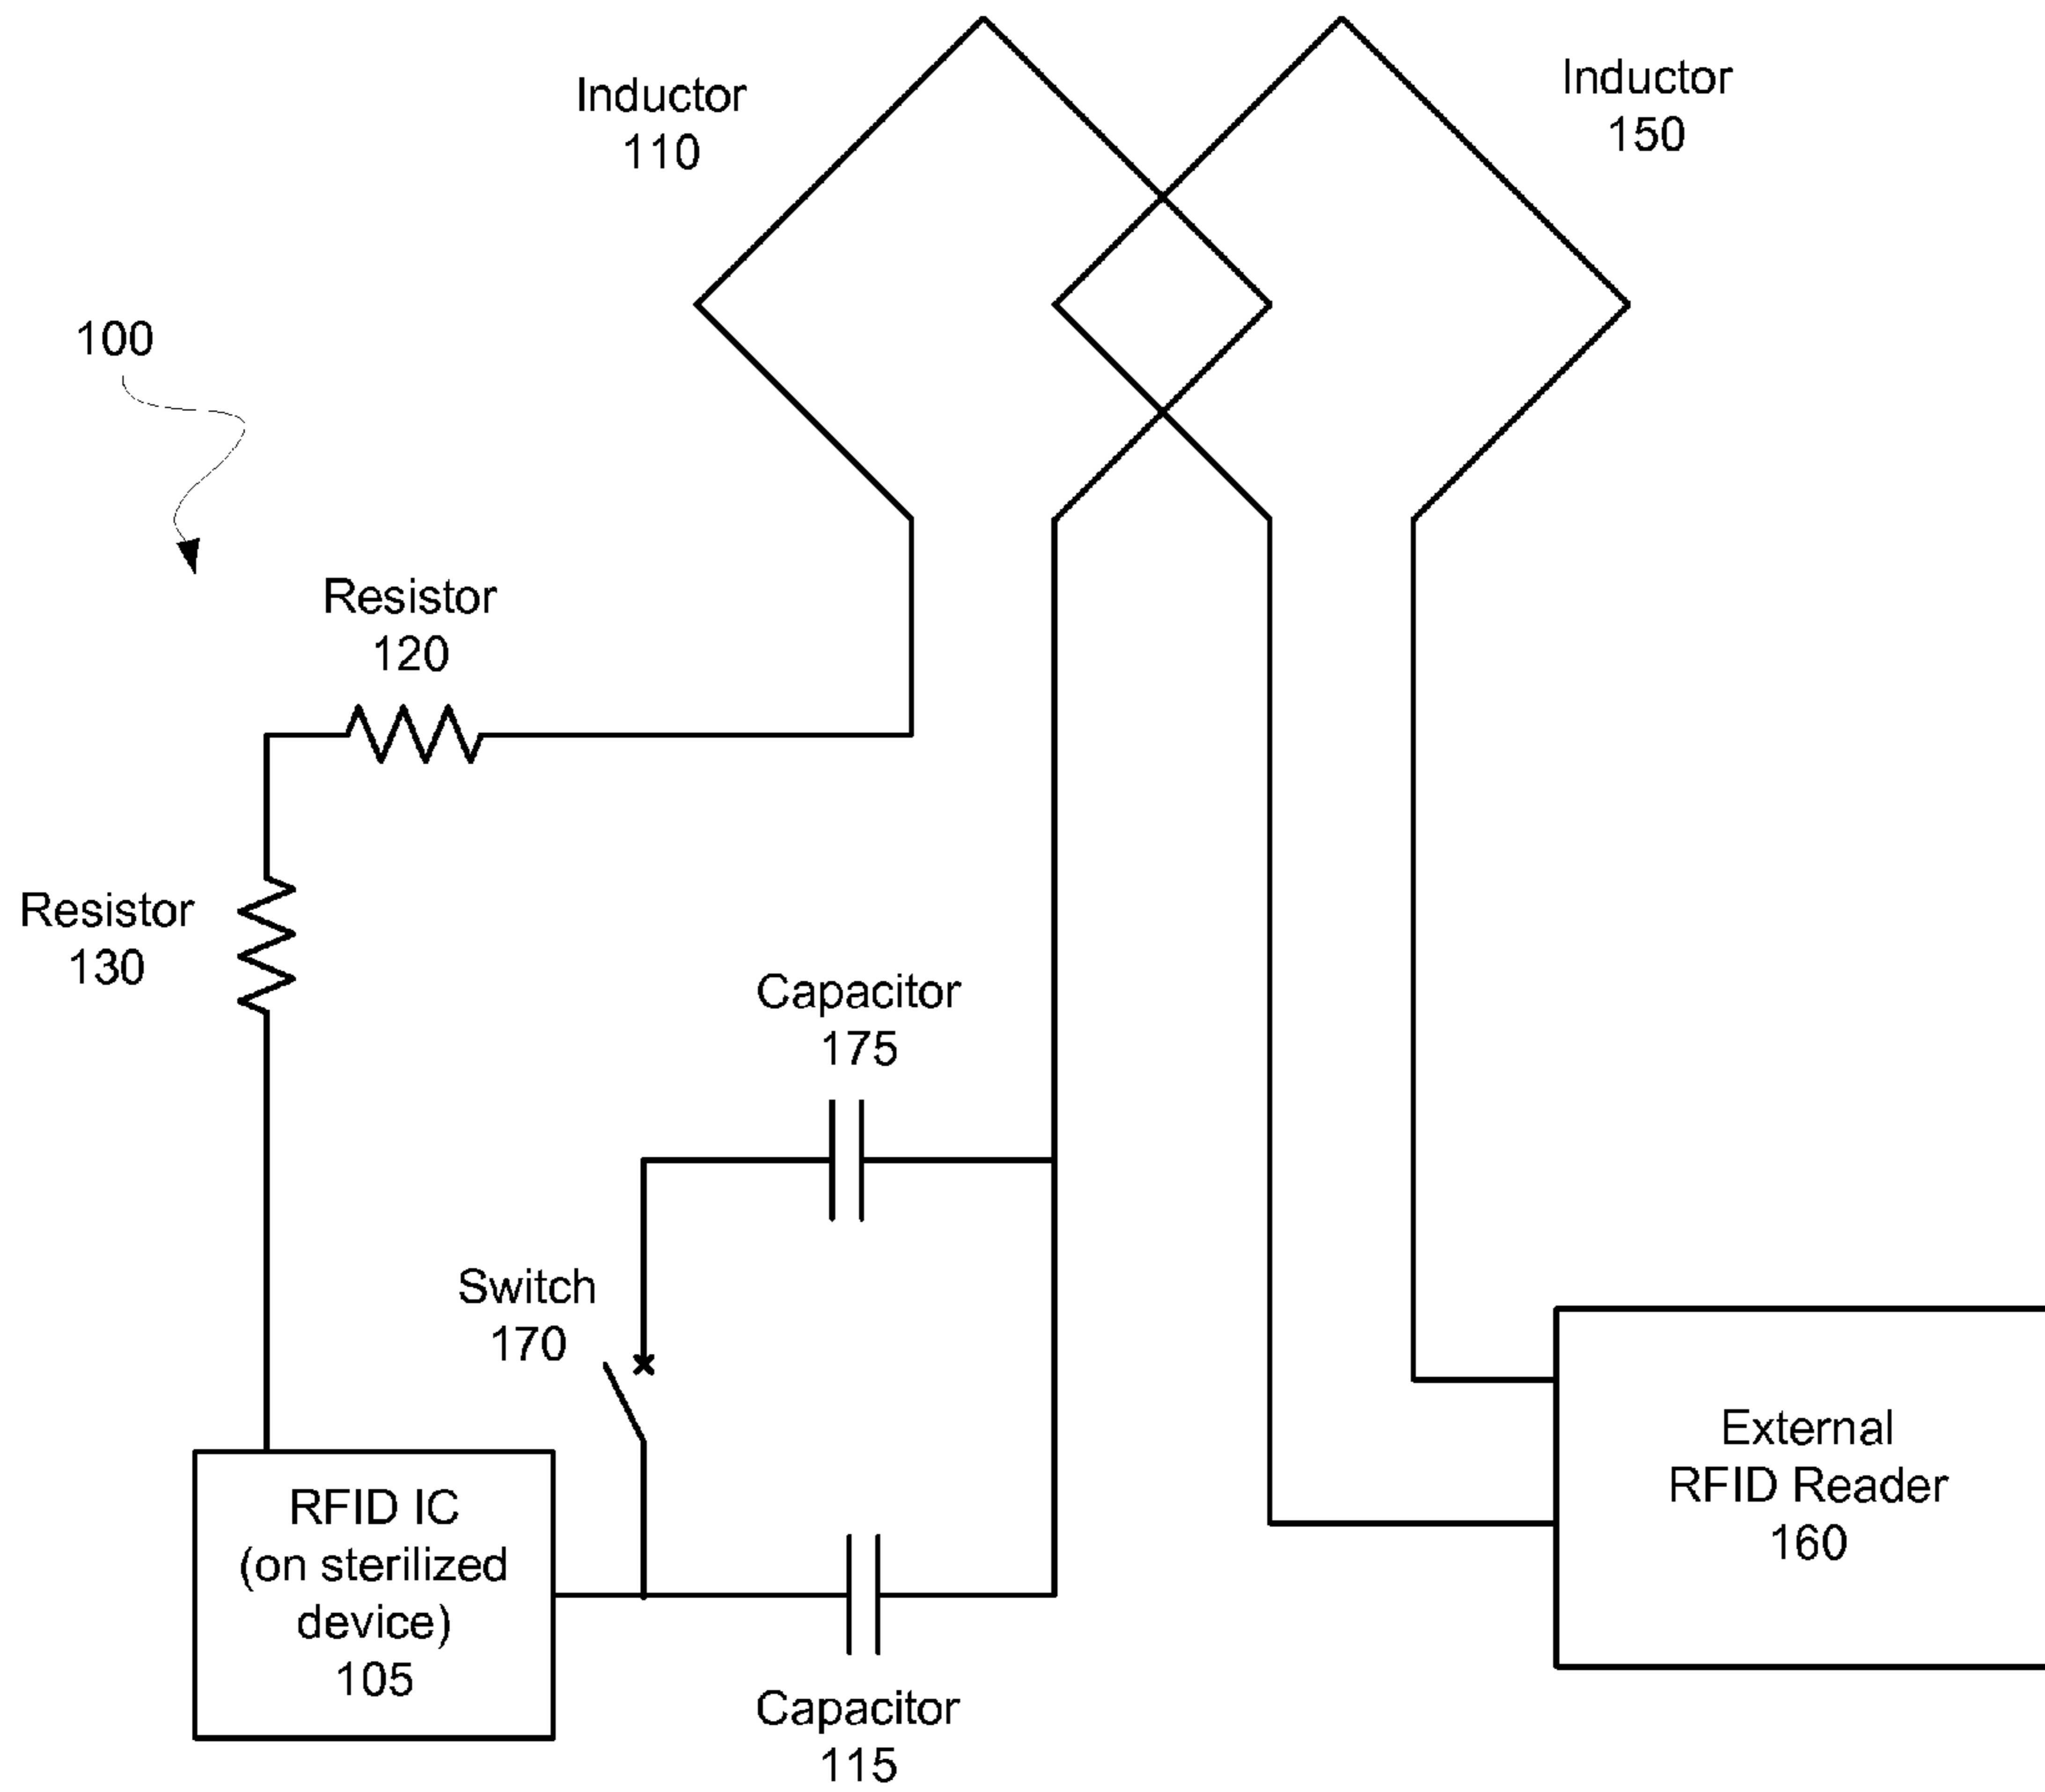 Inductor
110
Inductor
150
100
Resistor
120
Resistor
130
Capacitor
175
Switch
170
External
RFID Reader
160
RFID IC
(on sterilized
device)
105
Capacitor
115